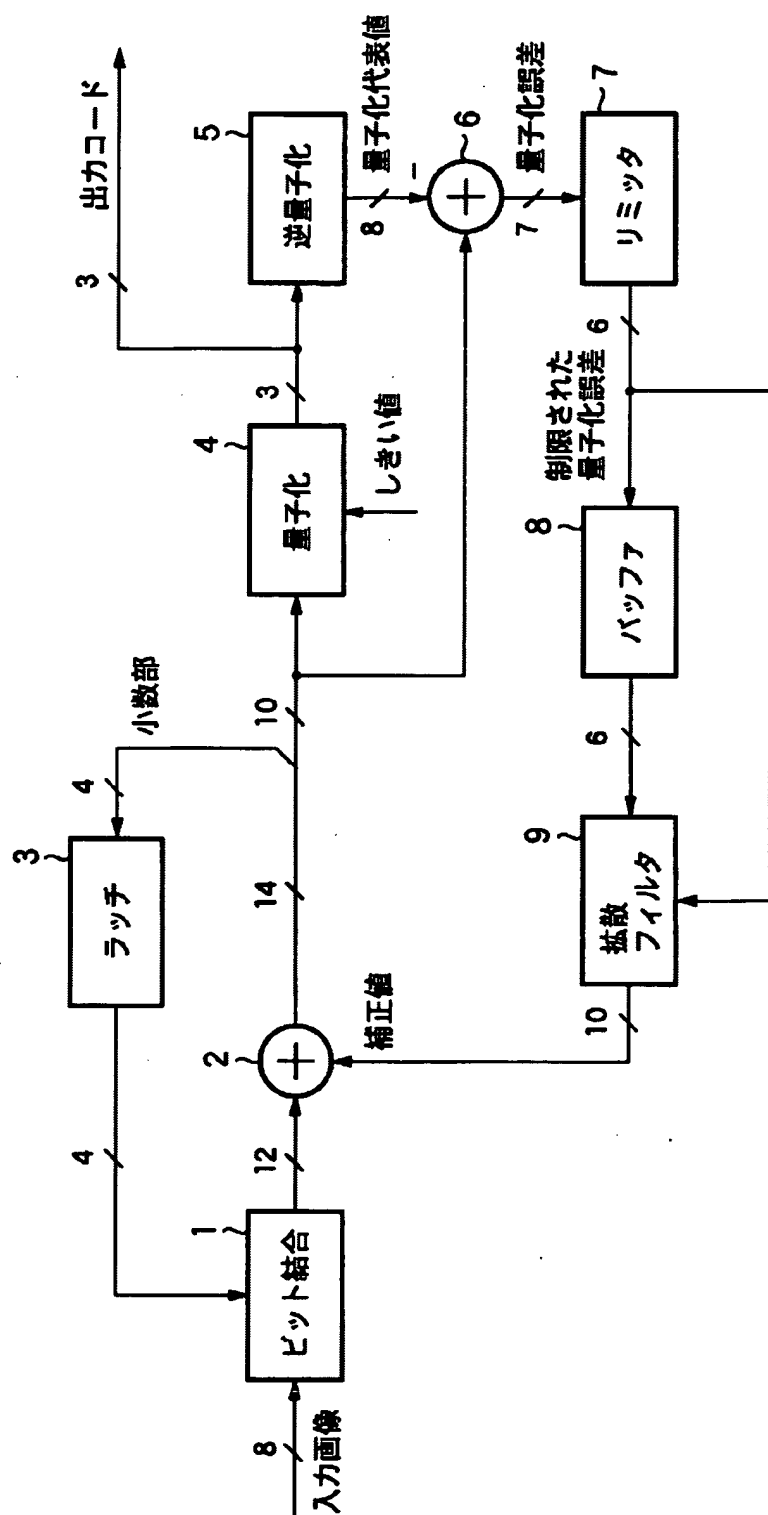 出力コード
3
5
逆量子化
量子化代表値
8
−
6
量子化誤差
7
7
リミッタ
6
3
4
量子化
しきい値
制限された
量子化誤差
8
バッファ
6
小数部
4
10
3
ラッチ
14
9
拡散
フィルタ
10
補正値
2
4
12
1
ビット結合
8
入力画像